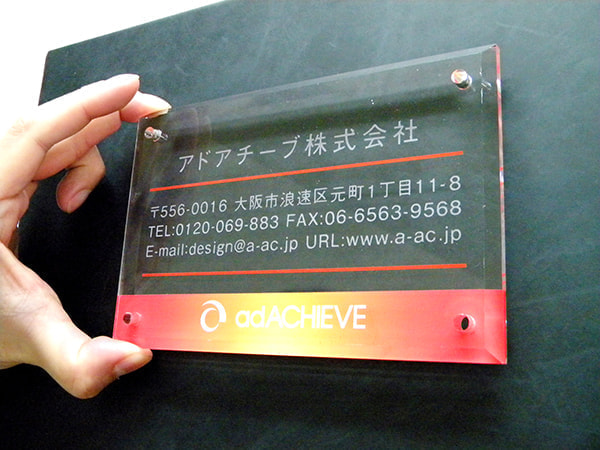 アドアチーブ株式会社
〒556-0016 大阪市浪速区元町1丁目11-8
TEL:0120-069-883 FAX:06-6563-9568
E-mail:design@a-ac.jp URL:www.a-ac.jp
adACHIEVE